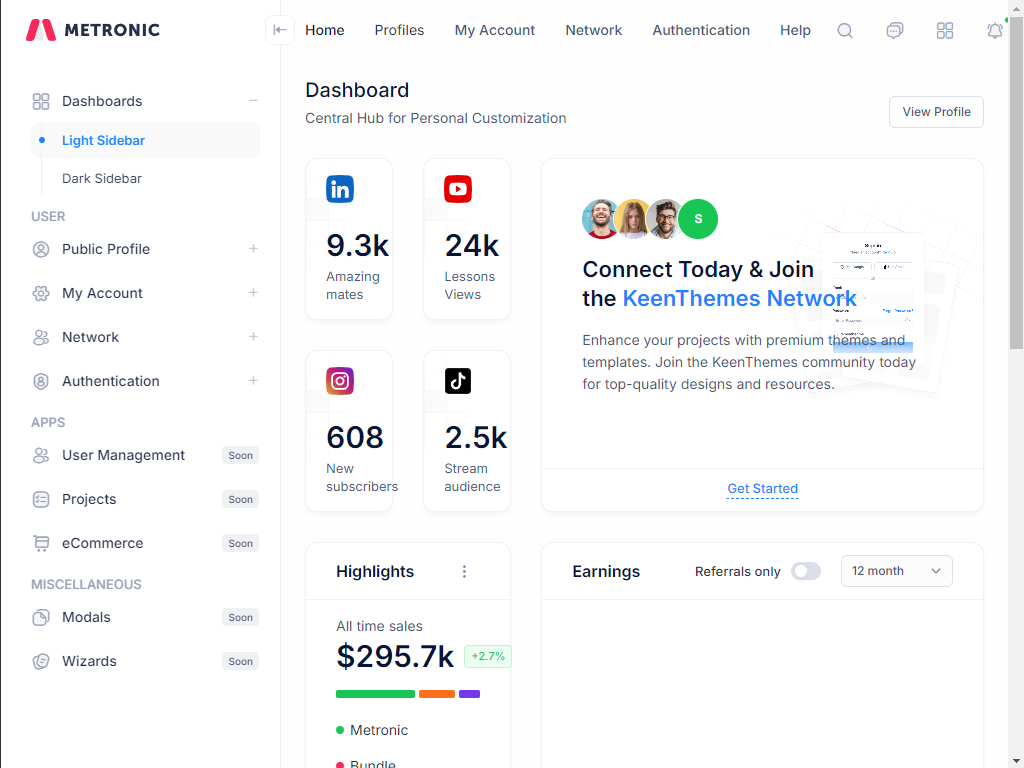 METRONIC
Home
Profiles
My Account
Network
Authentication
Help
Dashboards
Light Sidebar
Dark Sidebar
USER
Public Profile
My Account
Network
Authentication
APPS
User Management
Soon
Projects
Soon
eCommerce
Soon
MISCELLANEOUS
Modals
Soon
Wizards
Soon
Dashboard
Central Hub for Personal Customization
View Profile
9.3k
Amazing
mates
24k
Lessons
Views
608
New
subscribers
2.5k
Stream
audience
S
Connect Today & Join
the KeenThemes Network
Enhance your projects with premium themes and
templates. Join the KeenThemes community today
for top-quality designs and resources.
Get Started
Highlights
All time sales
$295.7k
+2.7%
Metronic
Bundle
Earnings
Referrals only
12 month